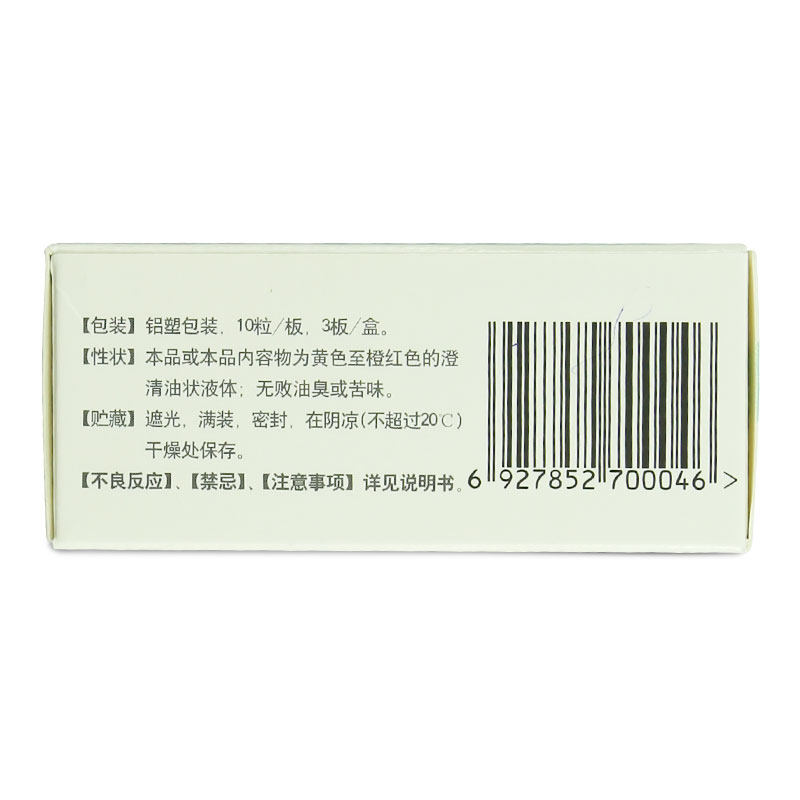 【包装】铝塑包装，10粒/板，3板/盒。
【性状】本品或本品内容物为黄色至橙红色的澄
清油状液体；无败油臭或苦味。
【贮藏】遮光，满装，密封，在阴凉(不超过20℃)
干燥处保存。
【不良反应】、【禁忌】、【注意事项】详见说明书。
6 927852 700046 >